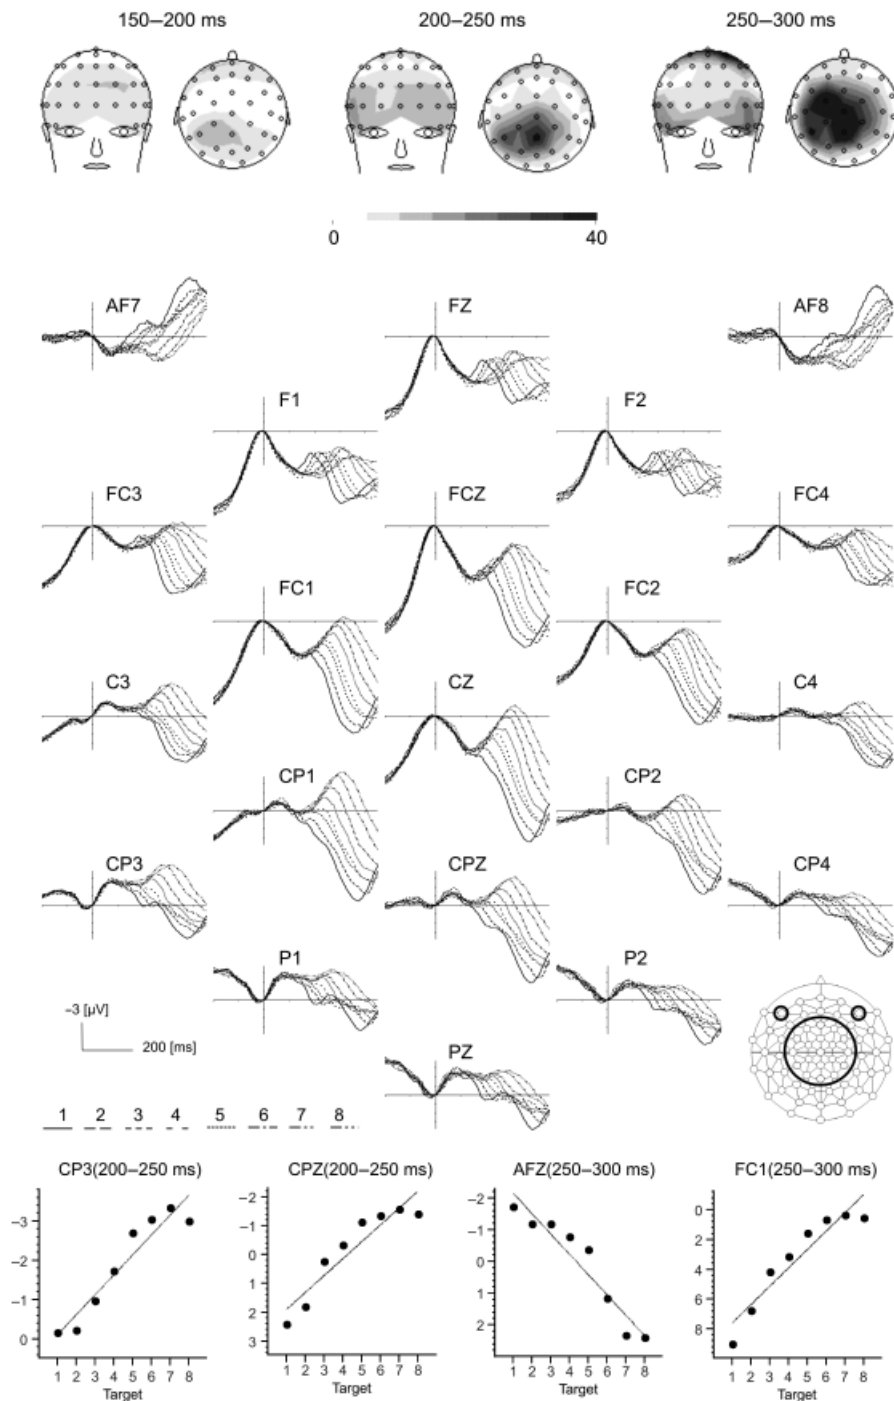 150–200 ms 200–250 ms 250–300 ms
0 40
AF7 FZ AF8
F1 F2
FC3 FCZ FC4
FC1 FC2
C3 CZ C4
CP1 CP2
CP3 CPZ CP4
P1 P2
–3 [µV]
200 [ms]
PZ
1 2 3 4 5 6 7 8
CP3(200–250 ms) CPZ(200–250 ms) AFZ(250–300 ms) FC1(250–300 ms)
–3
–2
–1
0
1 2 3 4 5 6 7 8
Target
–2
–1
0
1
2
3
1 2 3 4 5 6 7 8
Target
–2
–1
0
1
2
1 2 3 4 5 6 7 8
Target
0
2
4
6
8
1 2 3 4 5 6 7 8
Target